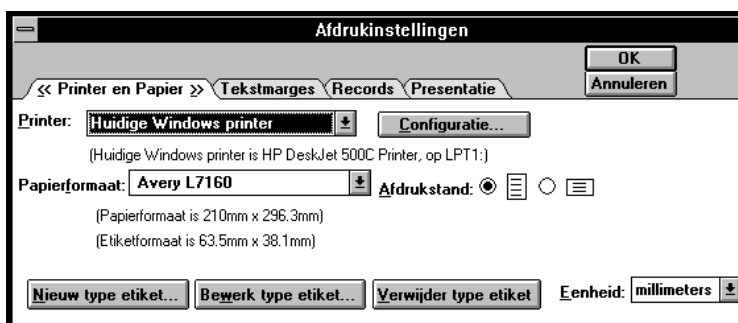 Afdrukinstellingen
OK
Annuleren
<< Printer en Papier >> Tekstmarges Records Presentatie
Printer: Huidige Windows printer Configuratie...
(Huidige Windows printer is HP DeskJet 500C Printer, op LPT1:)
Papierformaat: Avery L7160 Afdrukstand:
(Papierformaat is 210mm x 296.3mm)
(Etiketformaat is 63.5mm x 38.1mm)
Nieuw type etiket... Bewerk type etiket... Verwijder type etiket Eenheid: millimeters